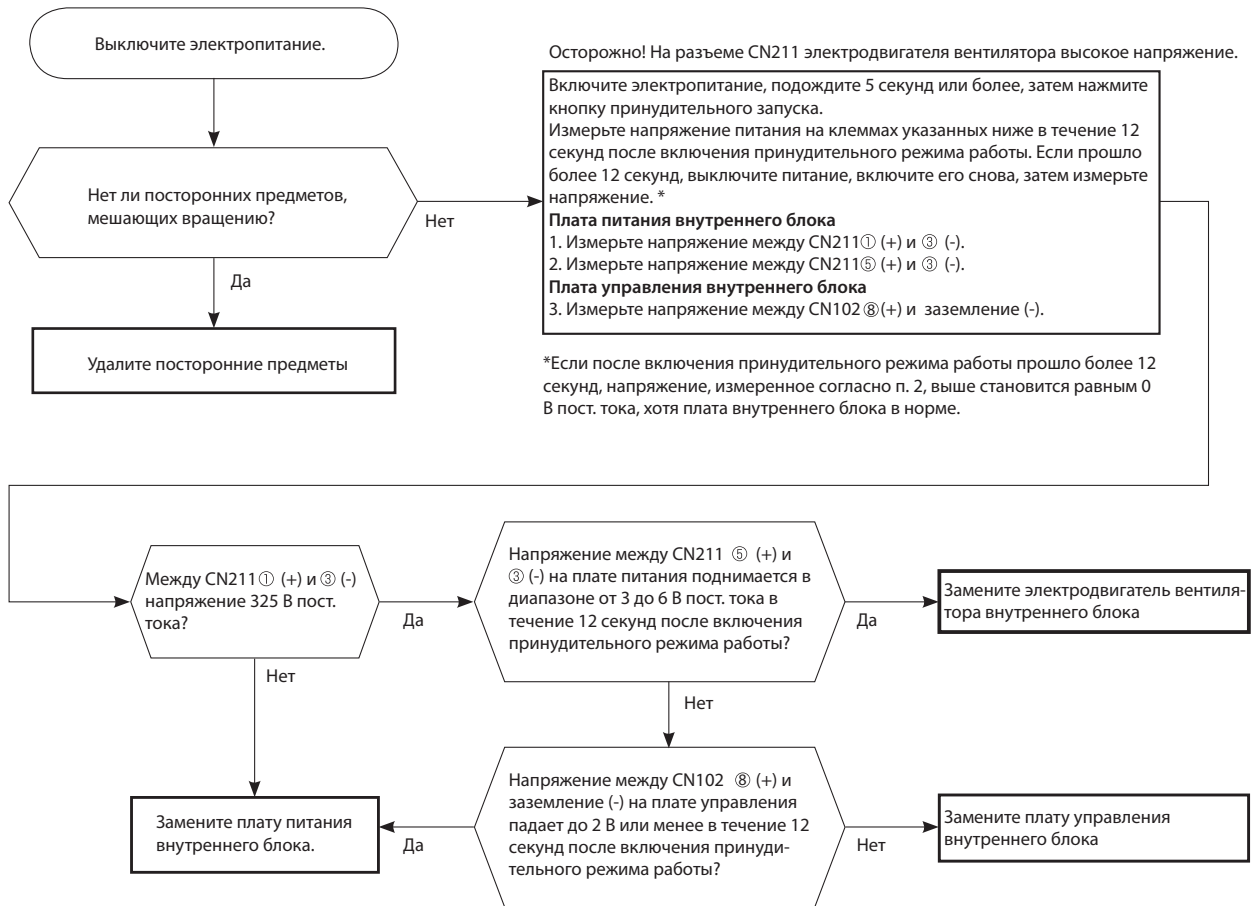 Выключите электропитание.
Осторожно! На разъеме CN211 электродвигателя вентилятора высокое напряжение.
Включите электропитание, подождите 5 секунд или более, затем нажмите
кнопку принудительного запуска.
Измерьте напряжение питания на клеммах указанных ниже в течение 12
секунд после включения принудительного режима работы. Если прошло
более 12 секунд, выключите питание, включите его снова, затем измерьте
напряжение. *
Плата питания внутреннего блока
1. Измерьте напряжение между CN211① (+) и ③ (-).
2. Измерьте напряжение между CN211⑤ (+) и ③ (-).
Плата управления внутреннего блока
3. Измерьте напряжение между CN102⑧(+) и заземление (-).
Нет ли посторонних предметов,
мешающих вращению?
Нет
Да
Удалите посторонние предметы
*Если после включения принудительного режима работы прошло более 12
секунд, напряжение, измеренное согласно п. 2, выше становится равным 0
В пост. тока, хотя плата внутреннего блока в норме.
Между CN211① (+) и ③ (-)
напряжение 325 В пост.
тока?
Да
Нет
Напряжение между CN211 ⑤ (+) и
③ (-) на плате питания поднимается в
диапазоне от 3 до 6 В пост. тока в
течение 12 секунд после включения
принудительного режима работы?
Да
Нет
Замените электродвигатель вентиля-
тора внутреннего блока
Замените плату питания
внутреннего блока.
Да
Напряжение между CN102 ⑧ (+) и
заземление (-) на плате управления
падает до 2 В или менее в течение 12
секунд после включения принуди-
тельного режима работы?
Нет
Замените плату управления
внутреннего блока